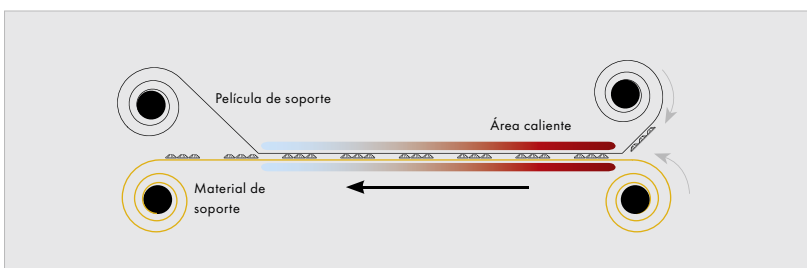 Película de soporte
Área caliente
Material de
soporte